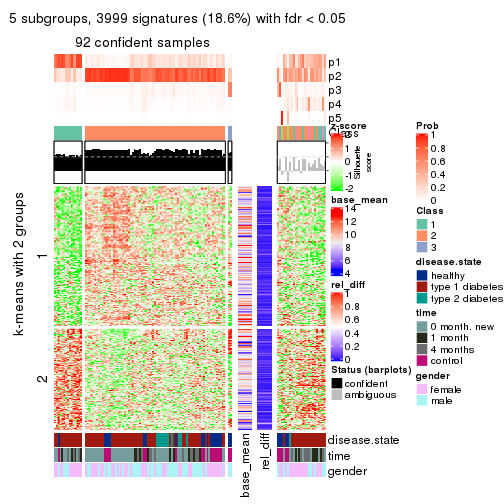 5 subgroups, 3999 signatures (18.6%) with fdr < 0.05
92 confident samples
p1
p2
p3
p4
p5
Class
Silhouette
score
k-means with 2 groups
1
2
disease.state
time
gender
base_mean
rel_diff
z-score
2
1
0
-1
-2
base_mean
14
12
10
8
6
4
rel_diff
1
0.8
0.6
0.4
0.2
0
Status (barplots)
confident
ambiguous
Prob
1
0.8
0.6
0.4
0.2
0
Class
1
2
3
disease.state
healthy
type 1 diabetes
type 2 diabetes
time
0 month, new
1 month
4 months
control
gender
female
male